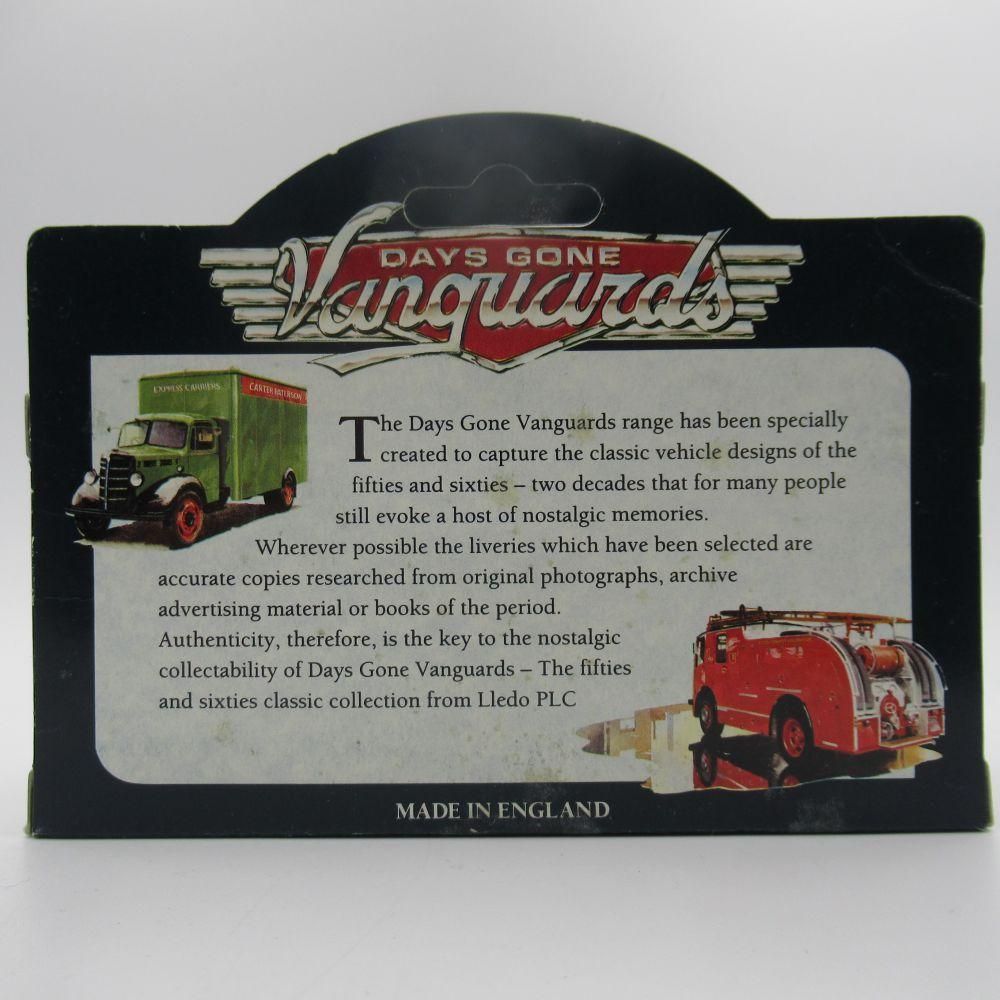 DAYS GONE
Vanguards
EXPRESS CARRIERS
CARTER PATERSON
The Days Gone Vanguards range has been specially
created to capture the classic vehicle designs of the
fifties and sixties – two decades that for many people
still evoke a host of nostalgic memories.
Wherever possible the liveries which have been selected are
accurate copies researched from original photographs, archive
advertising material or books of the period.
Authenticity, therefore, is the key to the nostalgic
collectability of Days Gone Vanguards – The fifties
and sixties classic collection from Lledo PLC
MADE IN ENGLAND